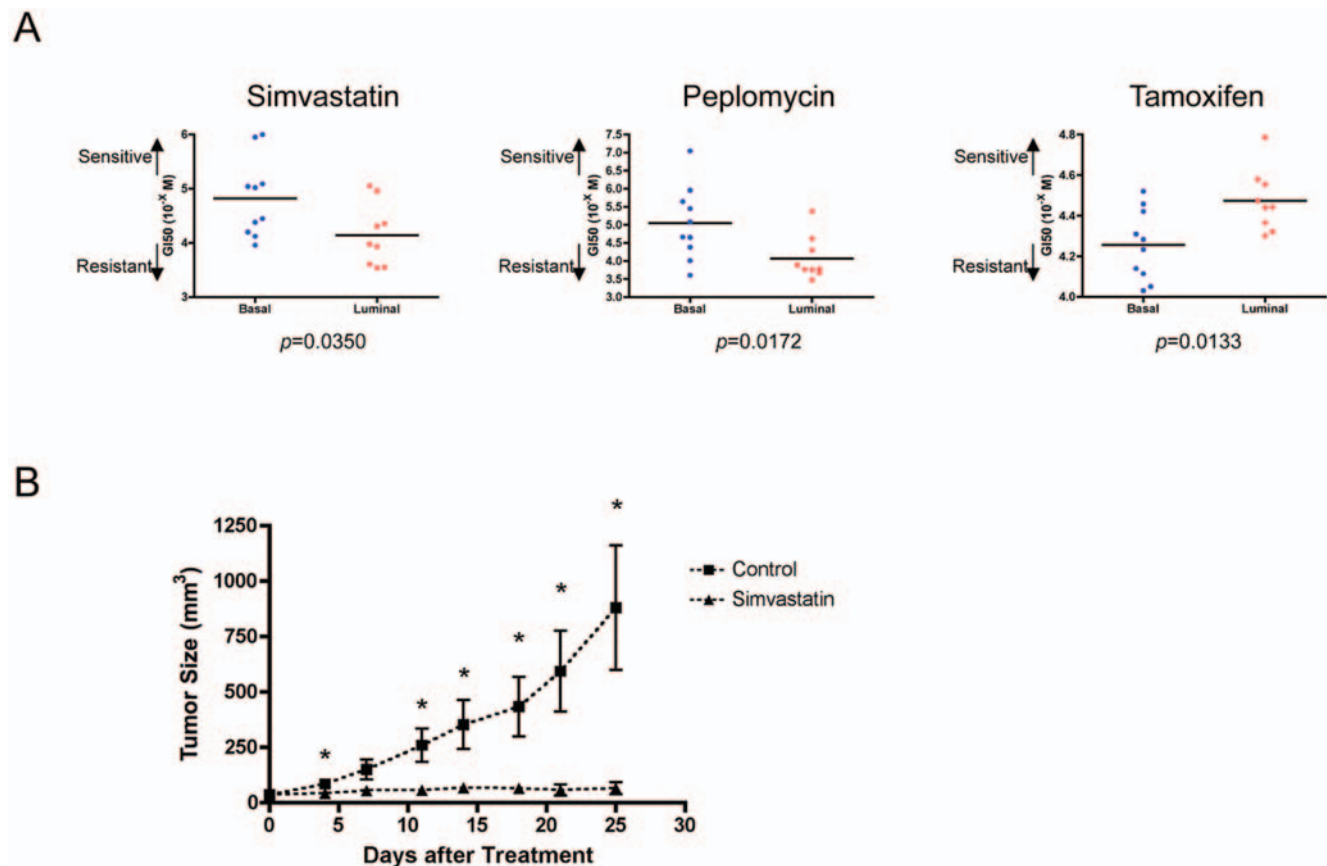 A
Simvastatin
Sensitive
Resistant
GI50 (10⁻ˣ M)
6
5
4
3
Basal Luminal
p=0.0350
Peplomycin
Sensitive
Resistant
GI50 (10⁻ˣ M)
7.5
7.0
6.5
6.0
5.5
5.0
4.5
4.0
3.5
3.0
Basal Luminal
p=0.0172
Tamoxifen
Sensitive
Resistant
GI50 (10⁻ˣ M)
4.8
4.6
4.4
4.2
4.0
Basal Luminal
p=0.0133
B
Tumor Size (mm³)
1250
1000
750
500
250
0
* * * * * *
0 5 10 15 20 25 30
Days after Treatment
Control
Simvastatin